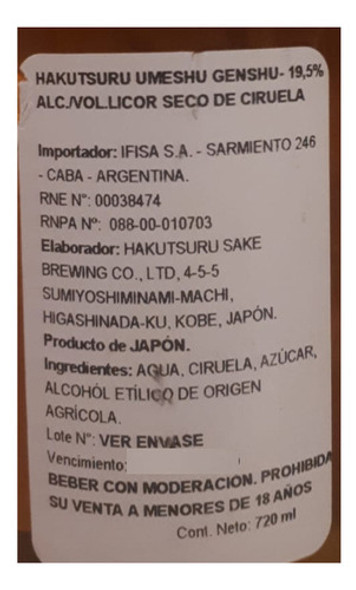 HAKUTSURU UMESHU GENSHU- 19,5%
ALC./VOL.LICOR SECO DE CIRUELA
Importador: IFISA S.A. - SARMIENTO 246
- CABA - ARGENTINA.
RNE N°: 00038474
RNPA Nº: 088-00-010703
Elaborador: HAKUTSURU SAKE
BREWING CO., LTD, 4-5-5
SUMIYOSHIMINAMI-MACHI,
HIGASHINADA-KU, KOBE, JAPÓN.
Producto de JAPÓN.
Ingredientes: AGUA, CIRUELA, AZÚCAR,
ALCOHÓL ETÍLICO DE ORIGEN
AGRÍCOLA.
Lote N°: VER ENVASE
Vencimiento:
BEBER CON MODERACIÓN. PROHIBIDA
SU VENTA A MENORES DE 18 AÑOS
Cont. Neto: 720 ml